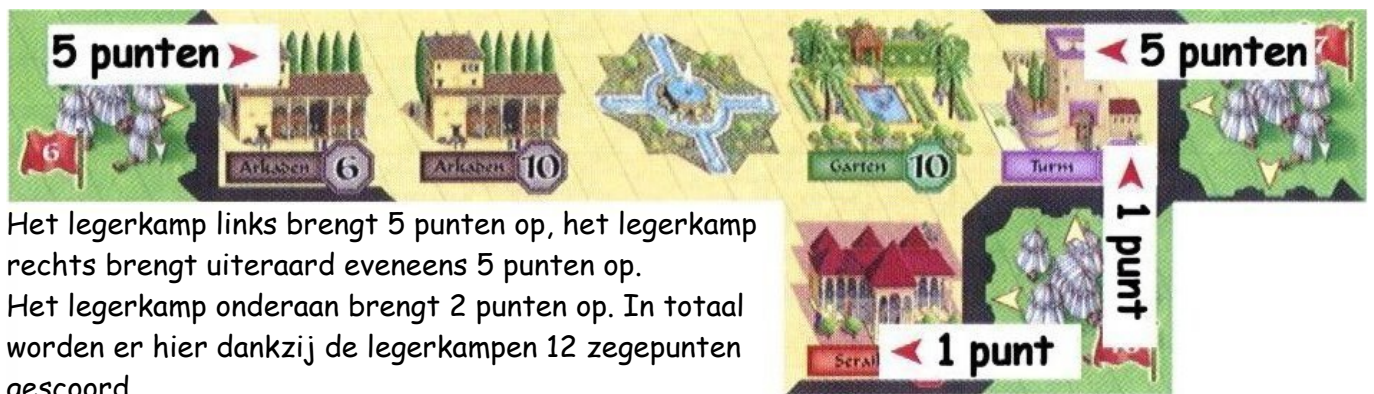 5 punten
5 punten
7
6
Arkaden 6
Arkaden 10
Garten 10
Turm
1 punt
Het legerkamp links brengt 5 punten op, het legerkamp
rechts brengt uiteraard eveneens 5 punten op.
Het legerkamp onderaan brengt 2 punten op. In totaal
worden er hier dankzij de legerkampen 12 zegepunten
gescoord
1 punt